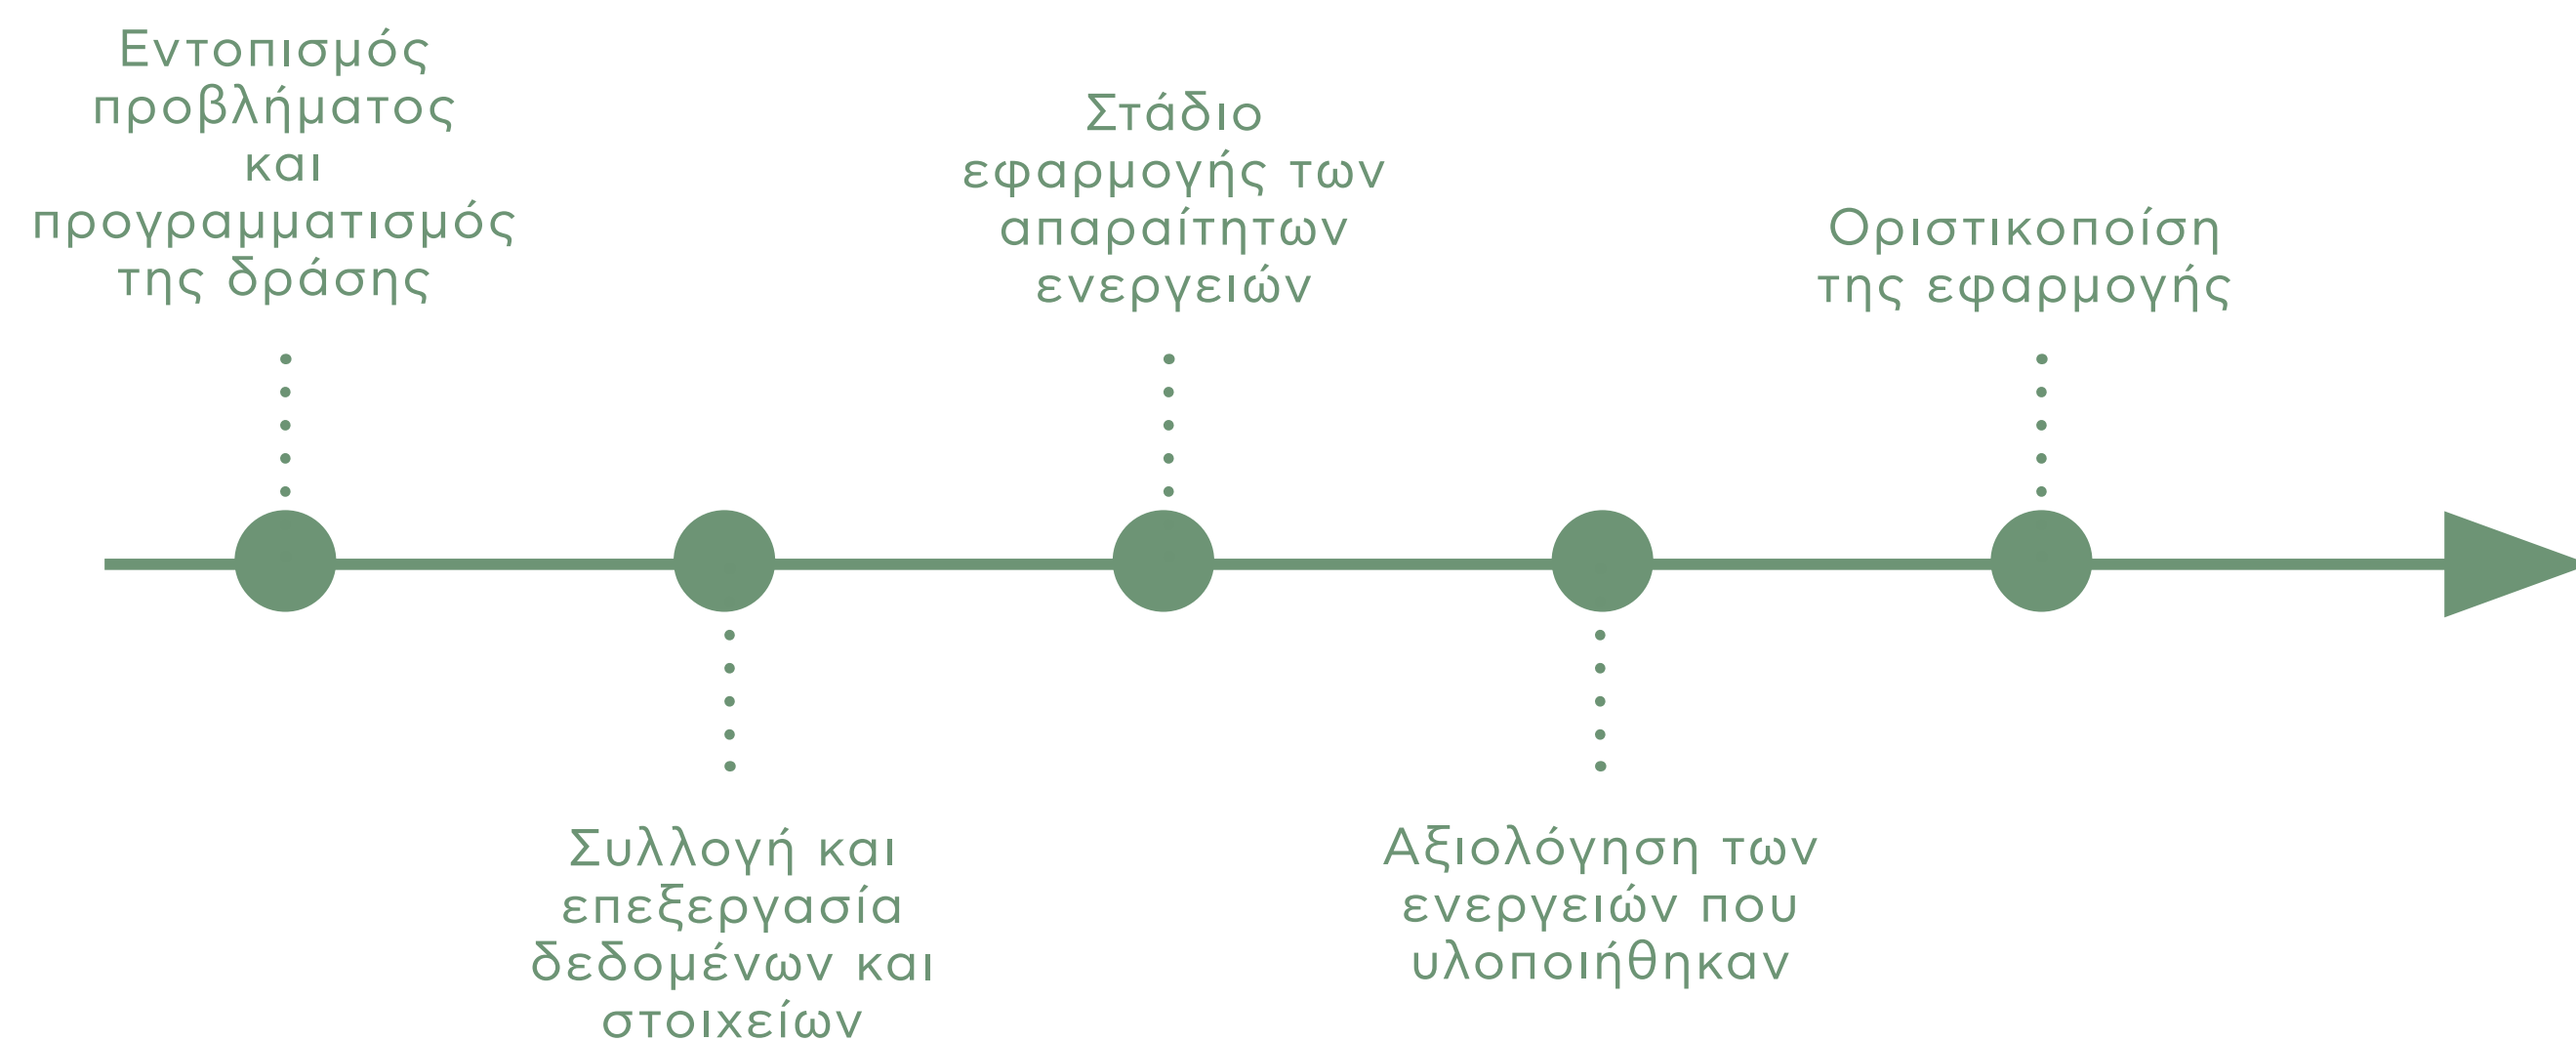 Εντοπισμός
προβλήματος
και
προγραμματισμός
της δράσης
Συλλογή και
επεξεργασία
δεδομένων και
στοιχείων
Στάδιο
εφαρμογής των
απαραίτητων
ενεργειών
Αξιολόγηση των
ενεργειών που
υλοποιήθηκαν
Οριστικοποίση
της εφαρμογής